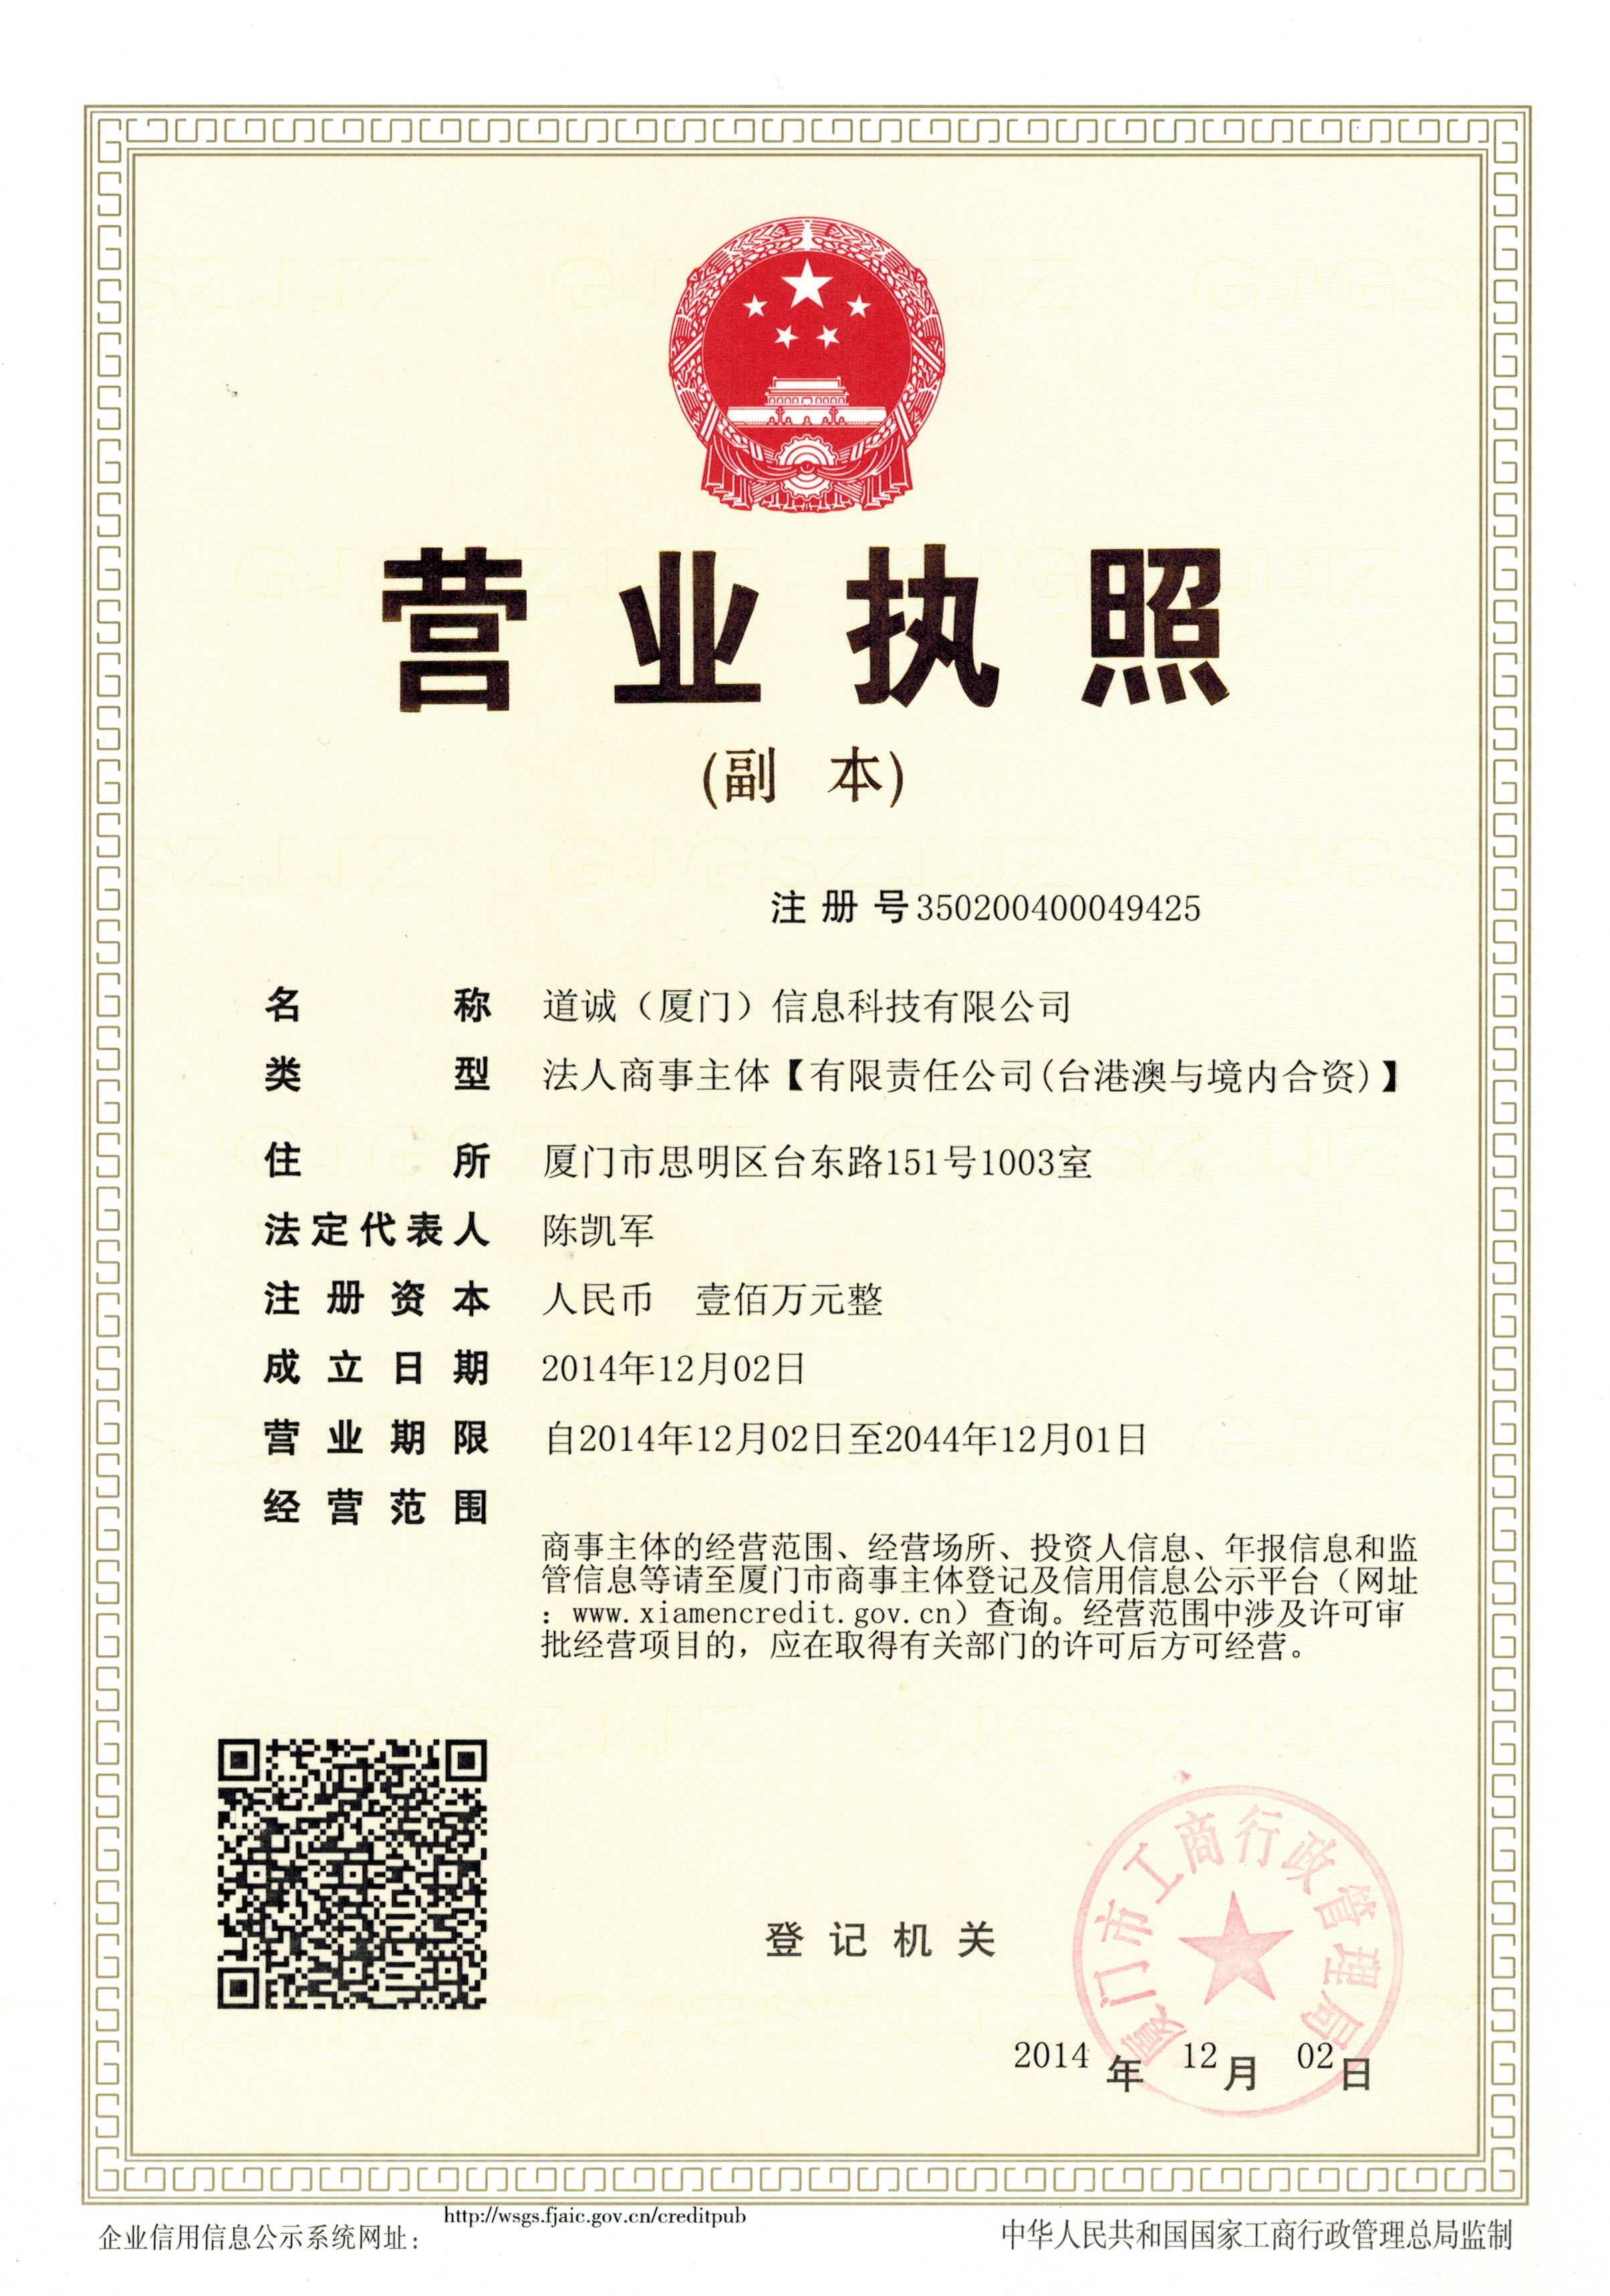 营业执照
(副 本)
注册号350200400049425
名称 道诚（厦门）信息科技有限公司
类型 法人商事主体【有限责任公司(台港澳与境内合资)】
住所 厦门市思明区台东路151号1003室
法定代表人 陈凯军
注册资本 人民币 壹佰万元整
成立日期 2014年12月02日
营业期限 自2014年12月02日至2044年12月01日
经营范围
商事主体的经营范围、经营场所、投资人信息、年报信息和监
管信息等请至厦门市商事主体登记及信用信息公示平台（网址
：www.xiamencredit.gov.cn）查询。经营范围中涉及许可审
批经营项目的，应在取得有关部门的许可后方可经营。
登记机关
厦门市工商行政管理局
2014年12月02日
企业信用信息公示系统网址：http://wsgs.fjaic.gov.cn/creditpub
中华人民共和国国家工商行政管理总局监制